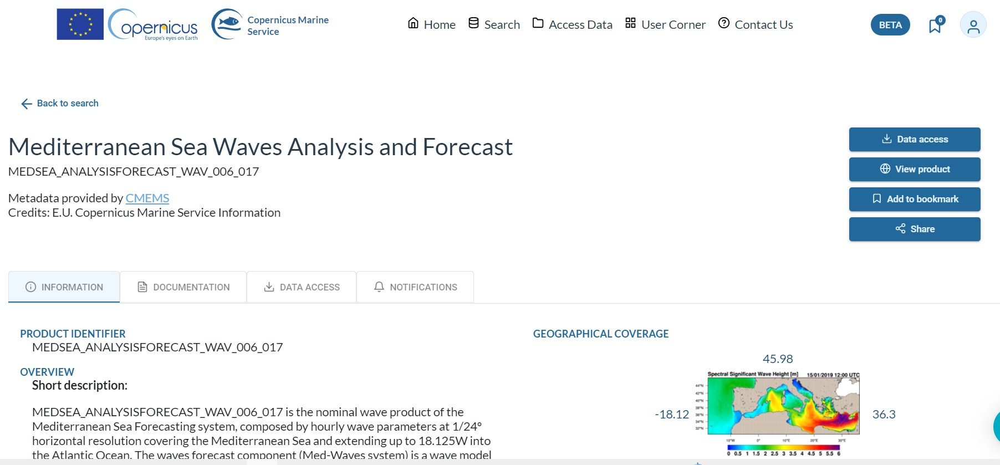 opernicus
Europe's eyes on Earth
Copernicus Marine
Service
Home
Search
Access Data
User Corner
Contact Us
BETA
0
Back to search
Mediterranean Sea Waves Analysis and Forecast
MEDSEA_ANALYSISFORECAST_WAV_006_017
Metadata provided by CMEMS
Credits: E.U. Copernicus Marine Service Information
Data access
View product
Add to bookmark
Share
INFORMATION
DOCUMENTATION
DATA ACCESS
NOTIFICATIONS
PRODUCT IDENTIFIER
MEDSEA_ANALYSISFORECAST_WAV_006_017
OVERVIEW
Short description:
MEDSEA_ANALYSISFORECAST_WAV_006_017 is the nominal wave product of the
Mediterranean Sea Forecasting system, composed by hourly wave parameters at 1/24º
horizontal resolution covering the Mediterranean Sea and extending up to 18.125W into
the Atlantic Ocean. The waves forecast component (Med-Waves system) is a wave model
GEOGRAPHICAL COVERAGE
45.98
Spectral Significant Wave Height [m] 15/01/2019 12:00 UTC
44°N
42°N
40°N
38°N
36°N
34°N
32°N
-18.12
36.3
10°W 0° 10°E 20°E 30°E
0 0.5 1 1.5 2 2.5 3 3.5 4 4.5 5 5.5 6